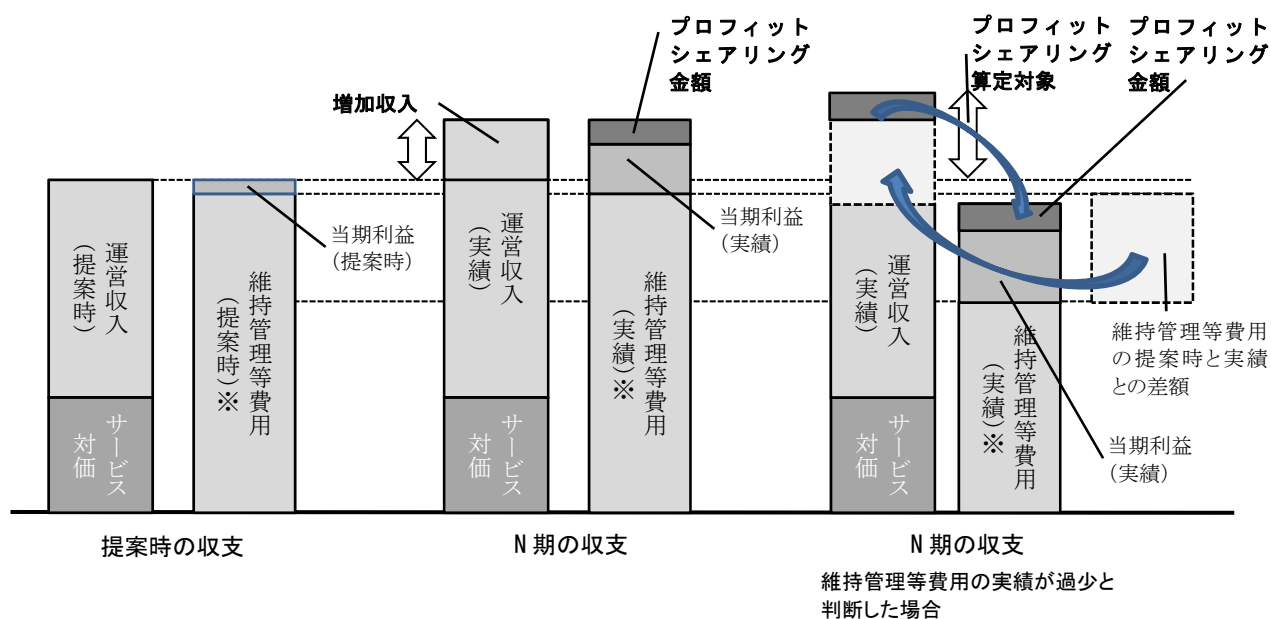 プロフィット
シェアリング
金額
プロフィット
シェアリング
算定対象
プロフィット
シェアリング
金額
増加収入
運営収入
（提案時）
サービス
対価
当期利益
（提案時）
維持管理等費用
（提案時）※
運営収入
（実績）
サービス
対価
当期利益
（実績）
維持管理等費用
（実績）※
運営収入
（実績）
サービス
対価
維持管理等費用
（実績）※
維持管理等費用
の提案時と実績
との差額
当期利益
（実績）
提案時の収支
N 期の収支
N 期の収支
維持管理等費用の実績が過少と
判断した場合